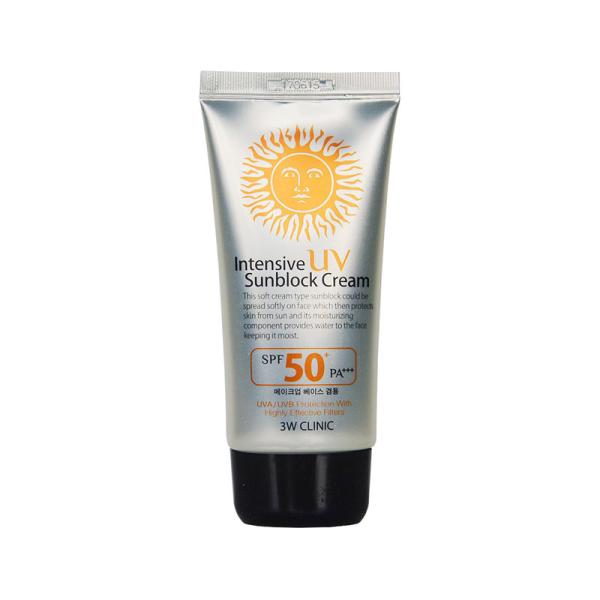 170615
Intensive UV
Sunblock Cream
This soft cream type sunblock could be
spread softly on face which then protects
skin from sun and its moisturizing
component provides water to the face
keeping it moist.
SPF 50+ PA+++
메이크업 베이스 겸용
UVA/UVB Protection With
Highly Effective Filters
3W CLINIC